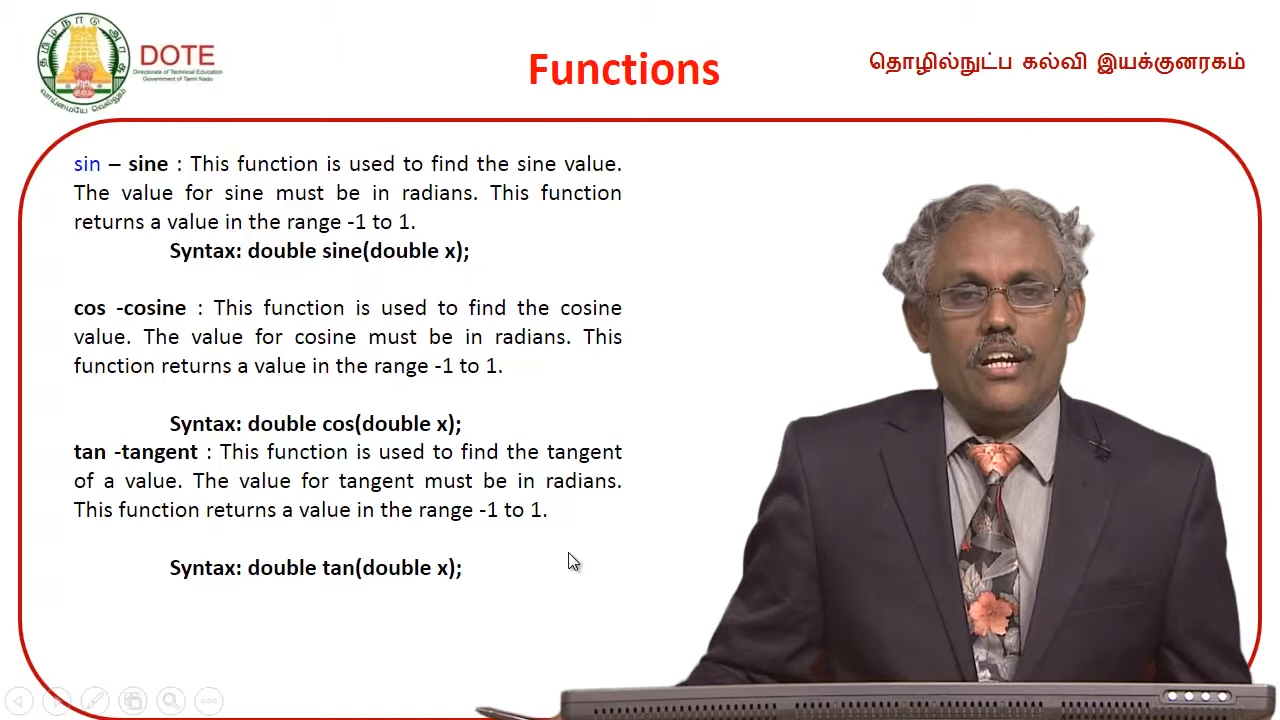 தமிழ்நாடு அரசு
வாய்மையே வெல்லும்
DOTE
Directorate of Technical Education
Government of Tamil Nadu
Functions
தொழில்நுட்ப கல்வி இயக்குனரகம்
sin – sine : This function is used to find the sine value.
The value for sine must be in radians. This function
returns a value in the range -1 to 1.
Syntax: double sine(double x);
cos -cosine : This function is used to find the cosine
value. The value for cosine must be in radians. This
function returns a value in the range -1 to 1.
Syntax: double cos(double x);
tan -tangent : This function is used to find the tangent
of a value. The value for tangent must be in radians.
This function returns a value in the range -1 to 1.
Syntax: double tan(double x);